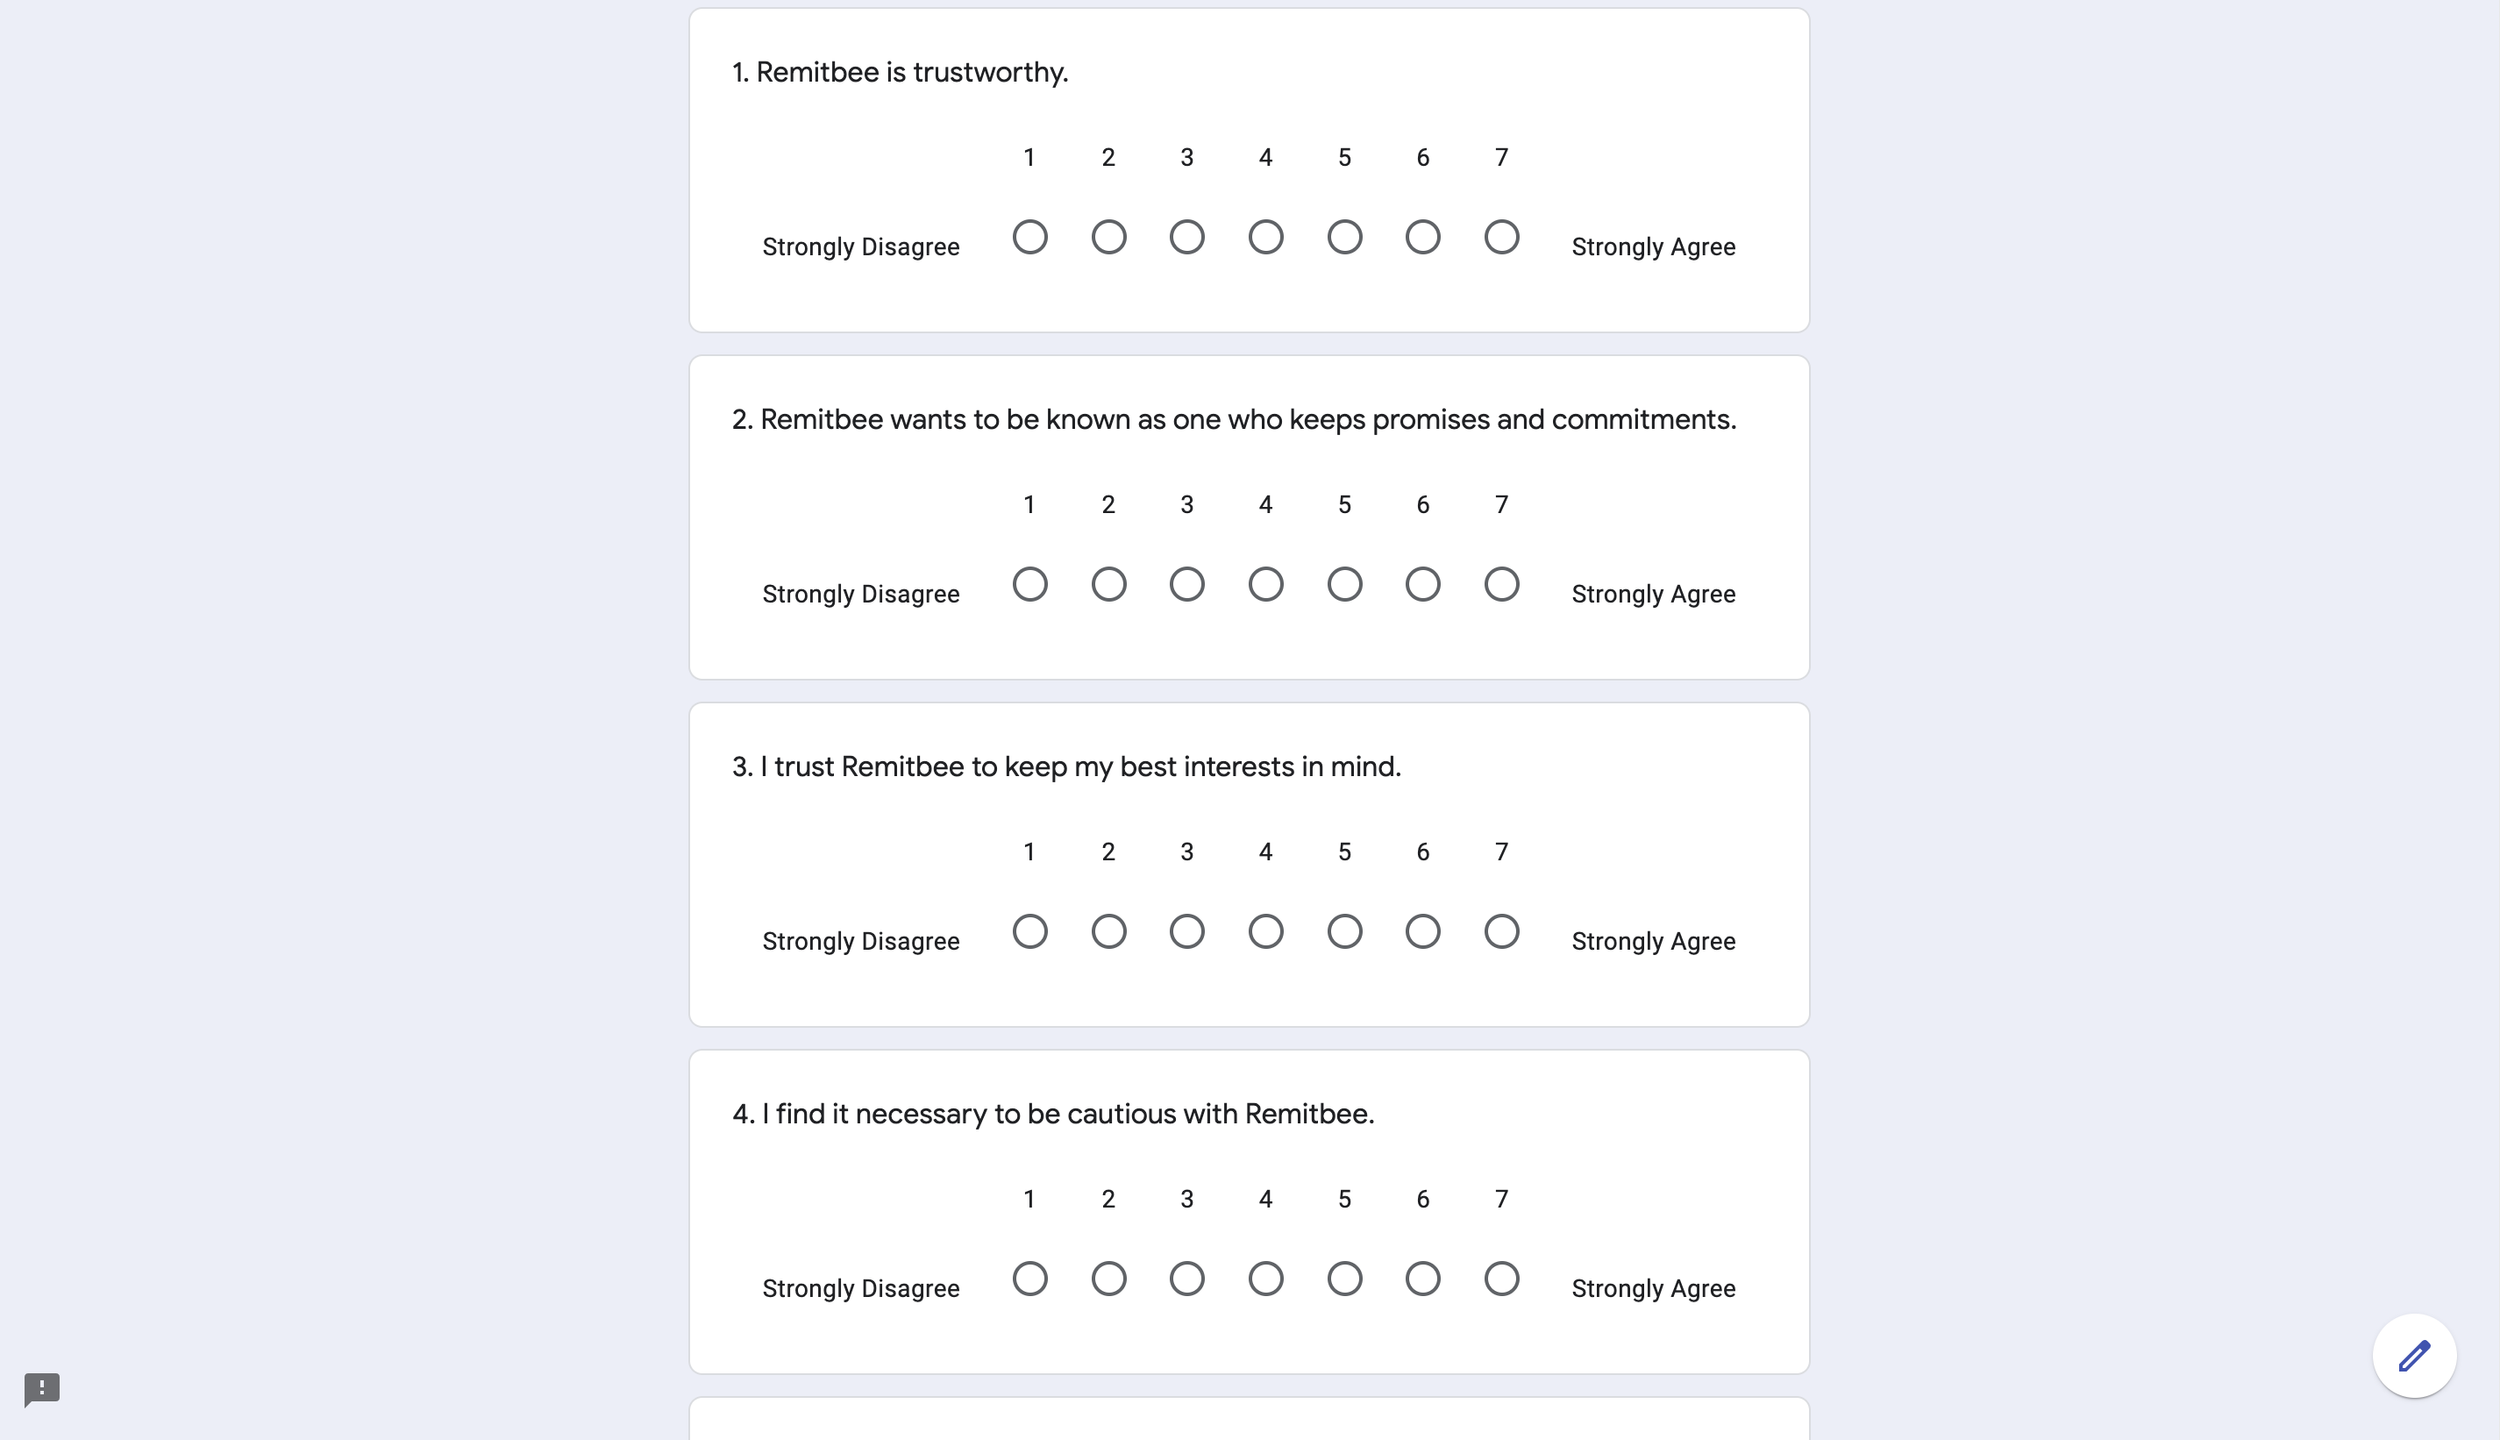 1. Remitbee is trustworthy.
1 2 3 4 5 6 7
Strongly Disagree Strongly Agree
2. Remitbee wants to be known as one who keeps promises and commitments.
1 2 3 4 5 6 7
Strongly Disagree Strongly Agree
3. I trust Remitbee to keep my best interests in mind.
1 2 3 4 5 6 7
Strongly Disagree Strongly Agree
4. I find it necessary to be cautious with Remitbee.
1 2 3 4 5 6 7
Strongly Disagree Strongly Agree